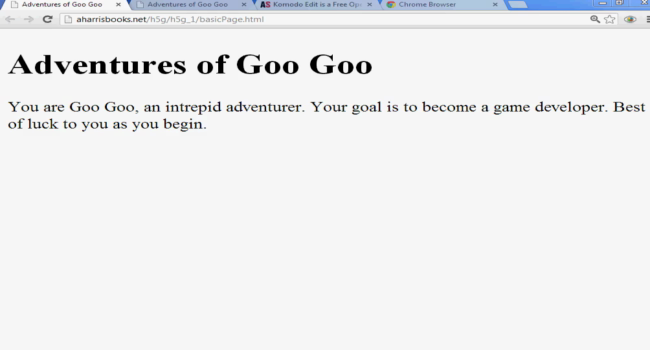 Adventures of Goo Goo
Adventures of Goo Goo
AS Komodo Edit is a Free Op
Chrome Browser
aharrisbooks.net/h5g/h5g_1/basicPage.html
Adventures of Goo Goo
You are Goo Goo, an intrepid adventurer. Your goal is to become a game developer. Best
of luck to you as you begin.